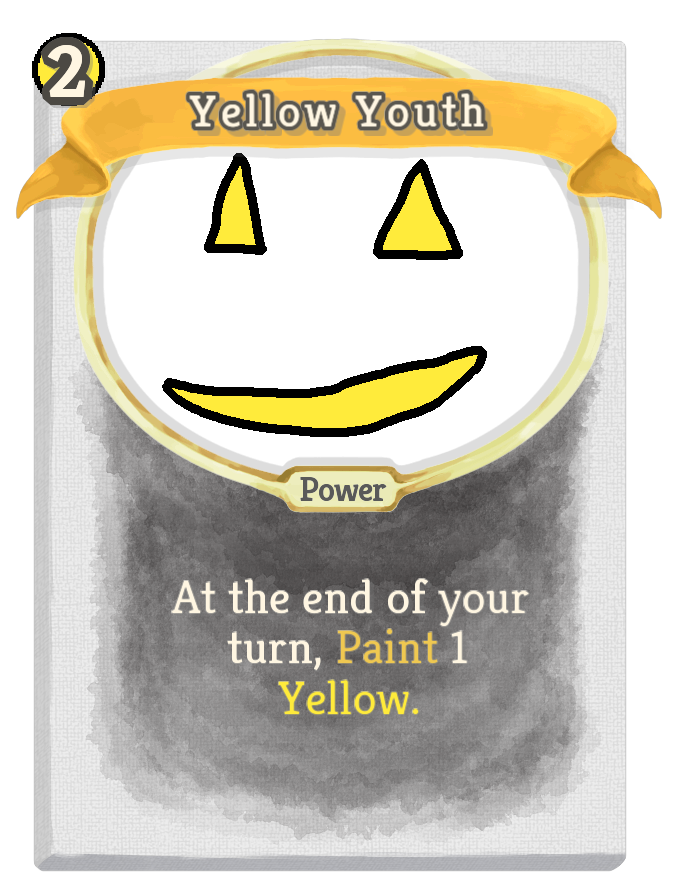 2
Yellow Youth
Power
At the end of your
turn, Paint 1
Yellow.